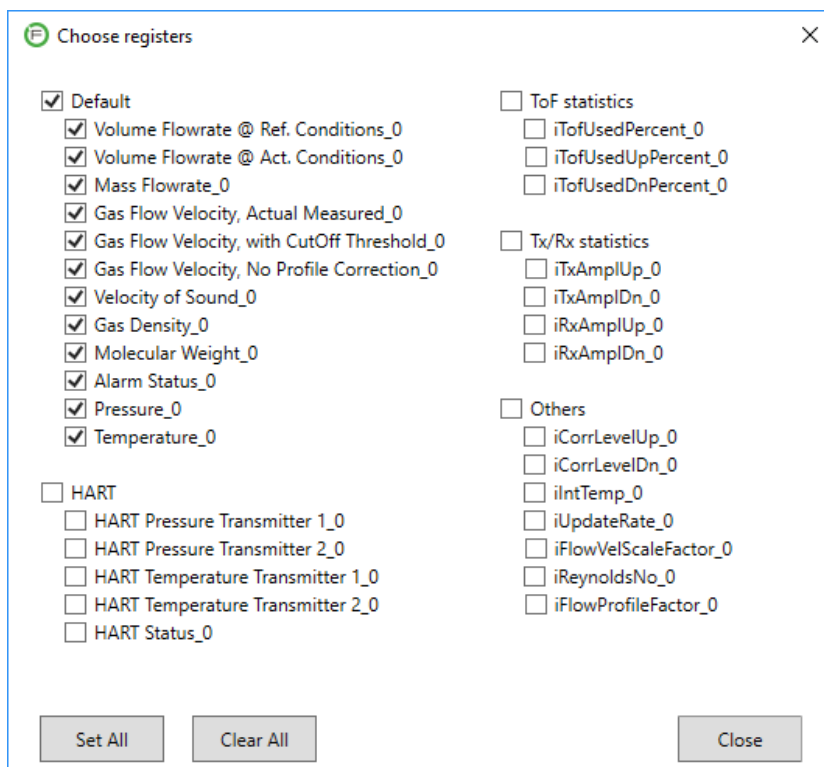 Choose registers
Default
Volume Flowrate @ Ref. Conditions_0
Volume Flowrate @ Act. Conditions_0
Mass Flowrate_0
Gas Flow Velocity, Actual Measured_0
Gas Flow Velocity, with CutOff Threshold_0
Gas Flow Velocity, No Profile Correction_0
Velocity of Sound_0
Gas Density_0
Molecular Weight_0
Alarm Status_0
Pressure_0
Temperature_0
HART
HART Pressure Transmitter 1_0
HART Pressure Transmitter 2_0
HART Temperature Transmitter 1_0
HART Temperature Transmitter 2_0
HART Status_0
ToF statistics
iTofUsedPercent_0
iTofUsedUpPercent_0
iTofUsedDnPercent_0
Tx/Rx statistics
iTxAmplUp_0
iTxAmplDn_0
iRxAmplUp_0
iRxAmplDn_0
Others
iCorrLevelUp_0
iCorrLevelDn_0
iIntTemp_0
iUpdateRate_0
iFlowVelScaleFactor_0
iReynoldsNo_0
iFlowProfileFactor_0
Set All
Clear All
Close